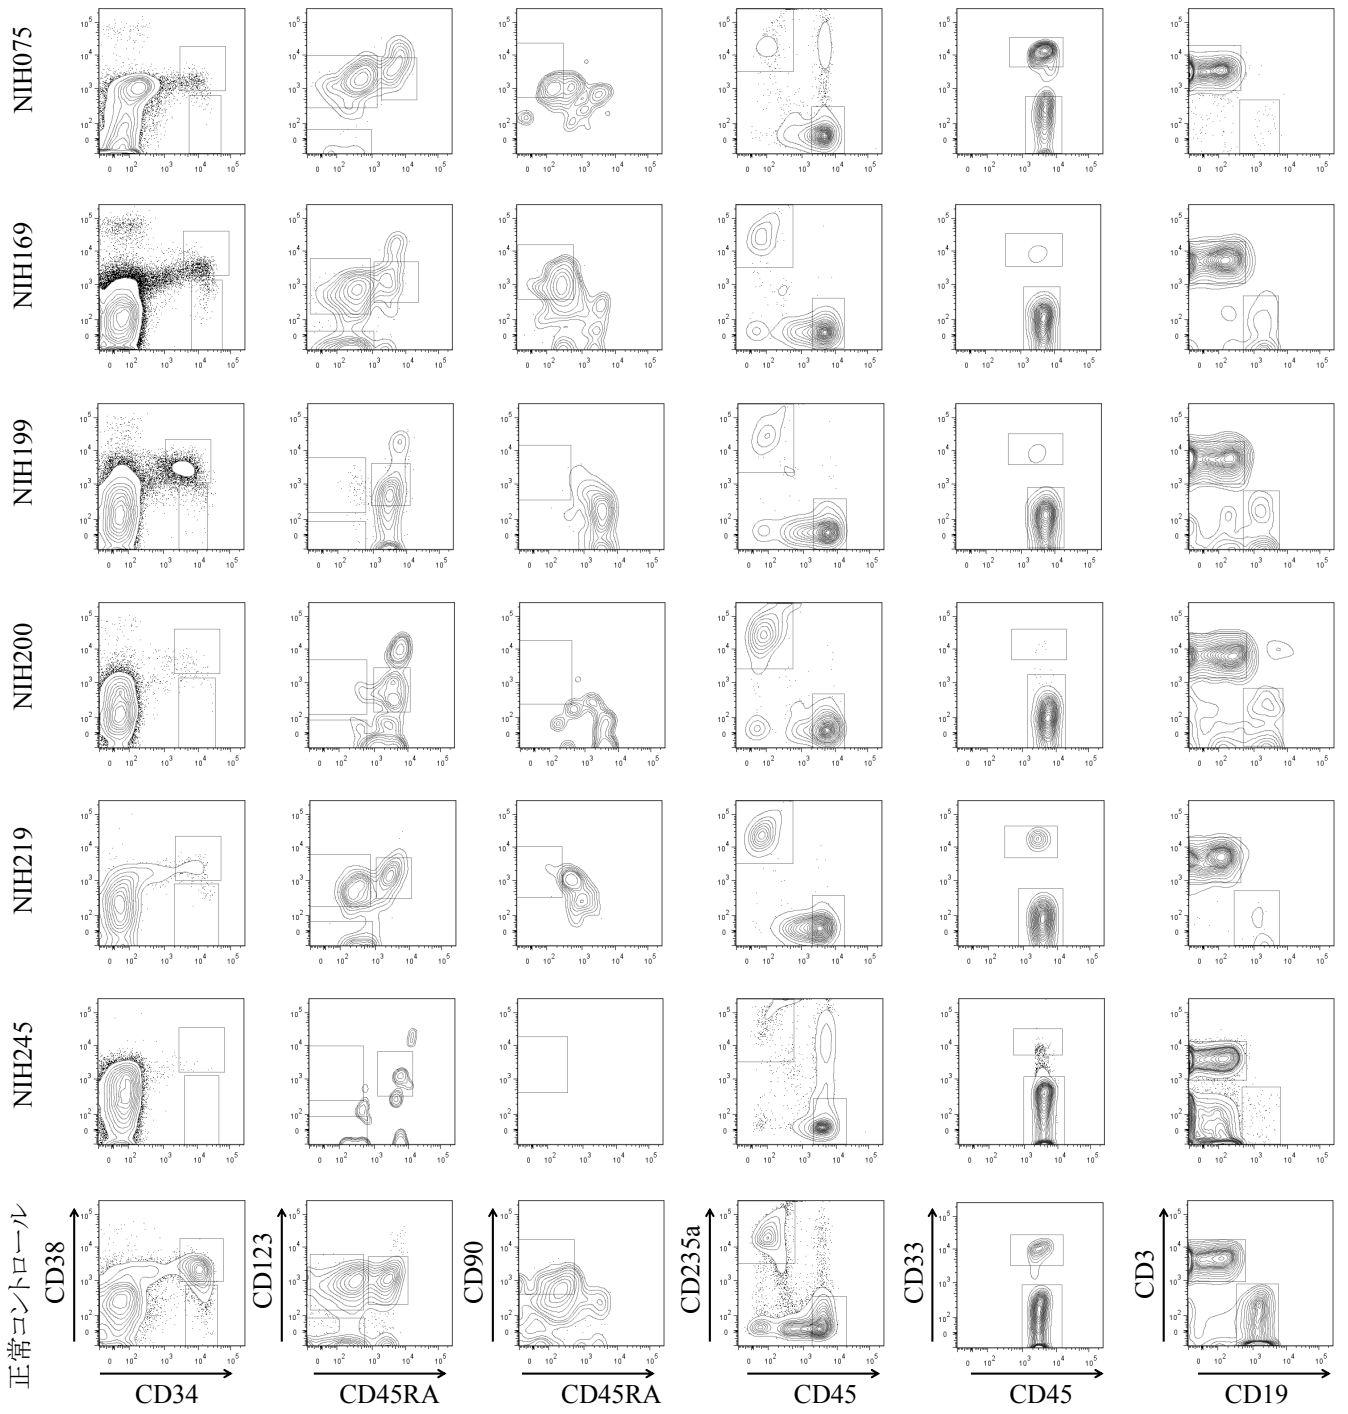 NIH075
NIH169
NIH199
NIH200
NIH219
NIH245
正常コントロール
CD38
CD123
CD90
CD235a
CD33
CD3
CD34
CD45RA
CD45RA
CD45
CD45
CD19